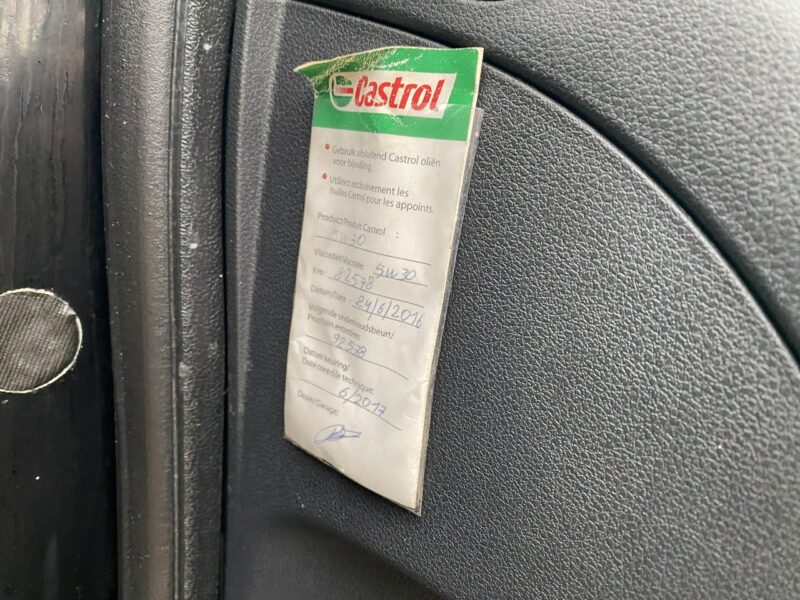 Castrol
• Gebruik uitsluitend Castrol oliën
voor bijvulling.
• Utilisez exclusivement les
huiles Castrol pour les appoints.
Product/Produit Castrol :
5W30
Viscositeit/Viscosité: 5W30
Km: 82578
Datum/Date: 24/6/2016
Volgende onderhoudsbeurt/
Prochain entretien:
92578
Datum keuring/
Date contrôle technique:
6/2017
Dealer/Garage: